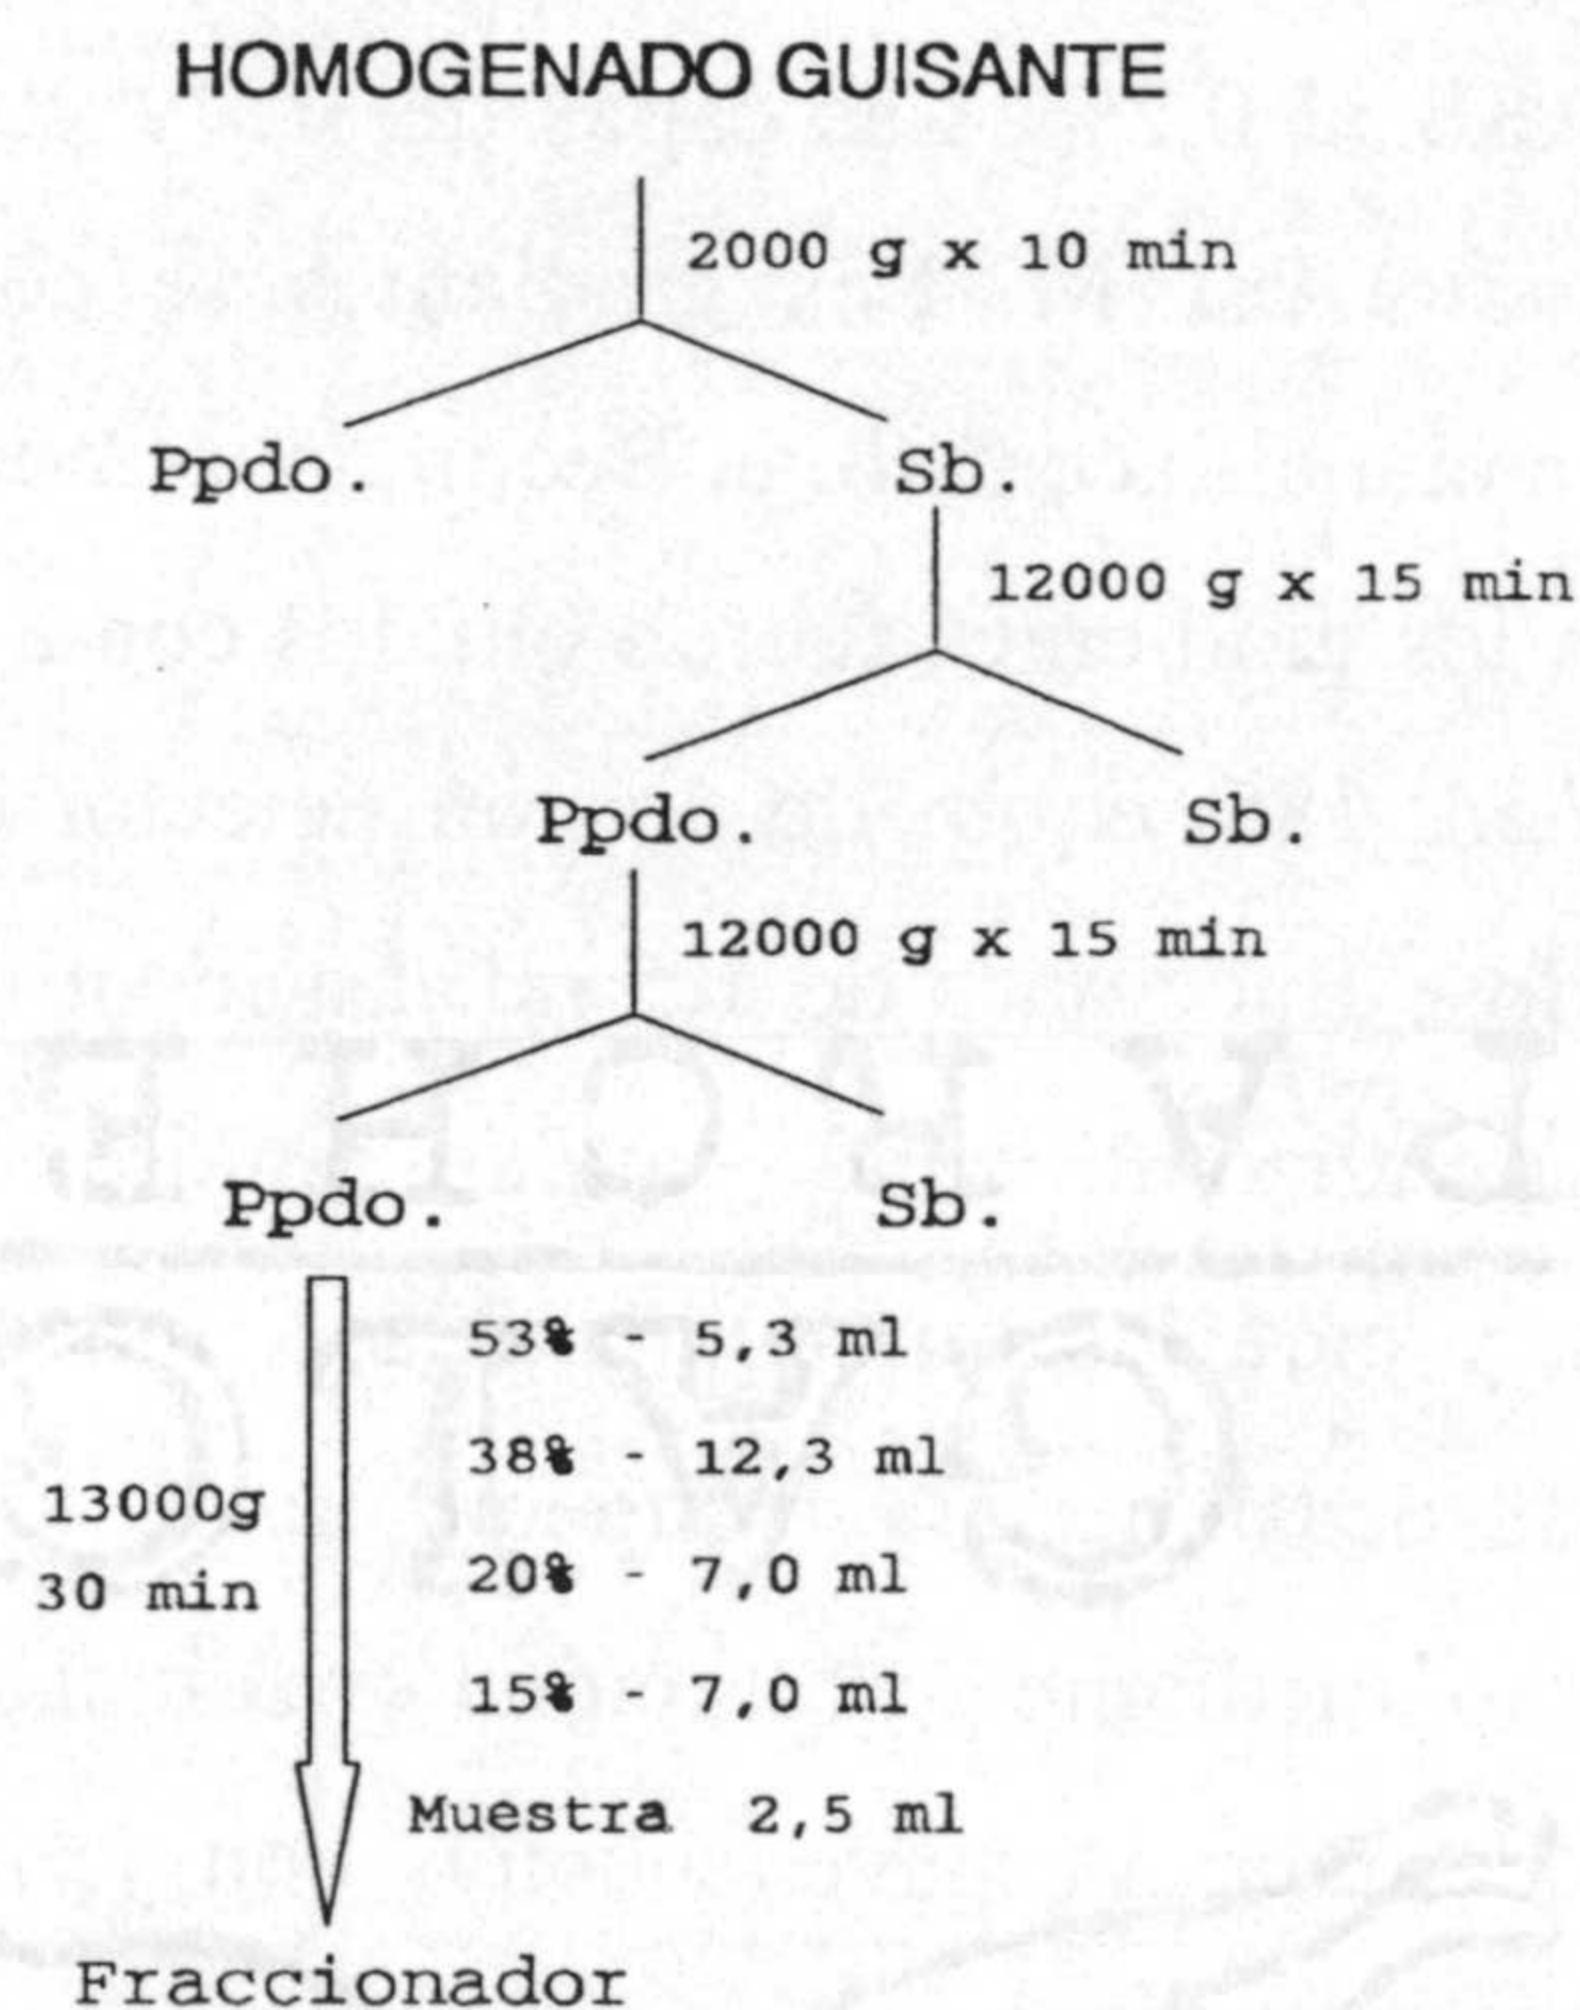 HOMOGENADO GUISANTE
2000 g x 10 min
Ppdo. Sb.
12000 g x 15 min
Ppdo. Sb.
12000 g x 15 min
Ppdo. Sb.
53% - 5,3 ml
38% - 12,3 ml
13000g
20% - 7,0 ml
30 min
15% - 7,0 ml
Muestra 2,5 ml
Fraccionador